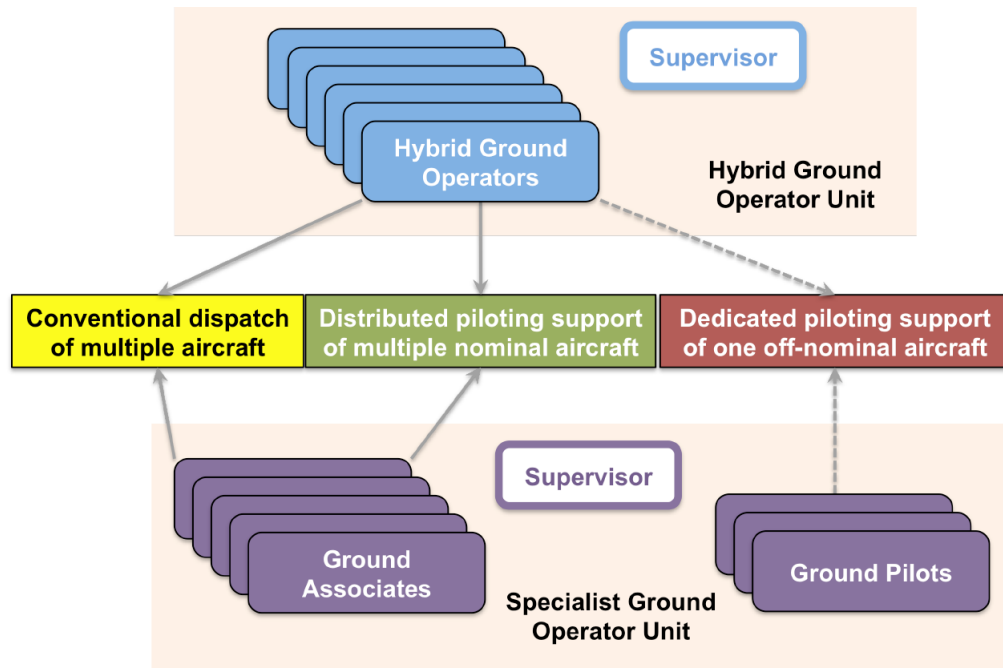 Supervisor
Hybrid Ground
Operators
Hybrid Ground
Operator Unit
Conventional dispatch
of multiple aircraft
Distributed piloting support
of multiple nominal aircraft
Dedicated piloting support
of one off-nominal aircraft
Supervisor
Ground
Associates
Ground Pilots
Specialist Ground
Operator Unit